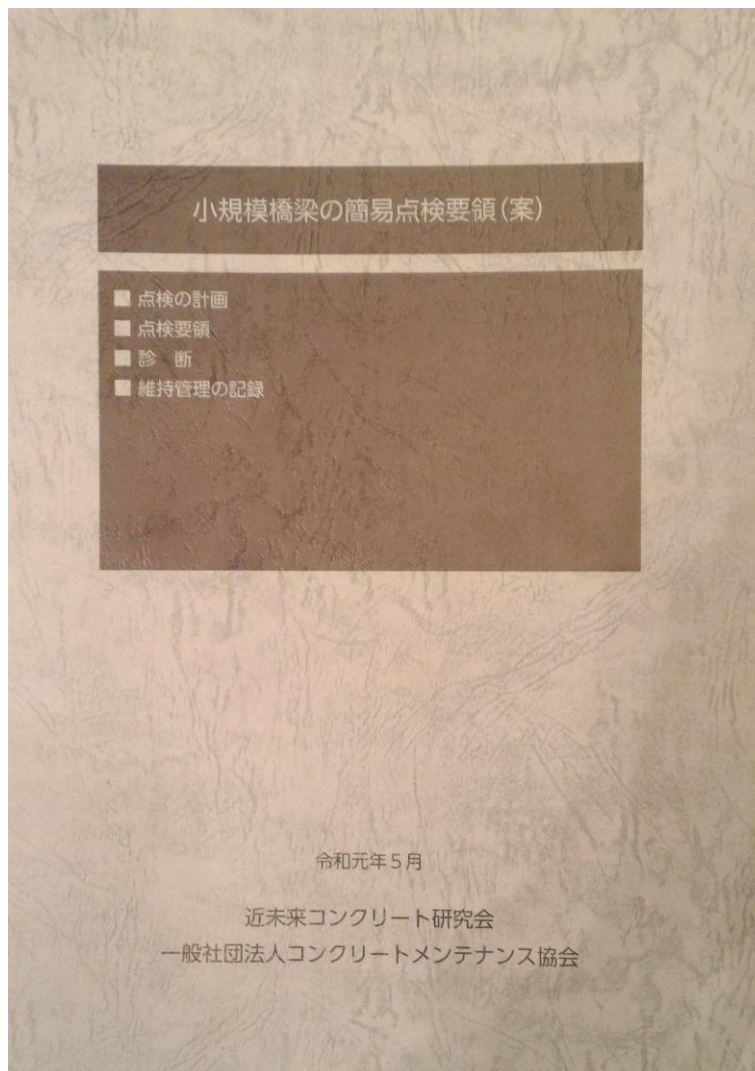 小規模橋梁の簡易点検要領(案)
■ 点検の計画
■ 点検要領
■ 診　断
■ 維持管理の記録
令和元年5月
近未来コンクリート研究会
一般社団法人コンクリートメンテナンス協会